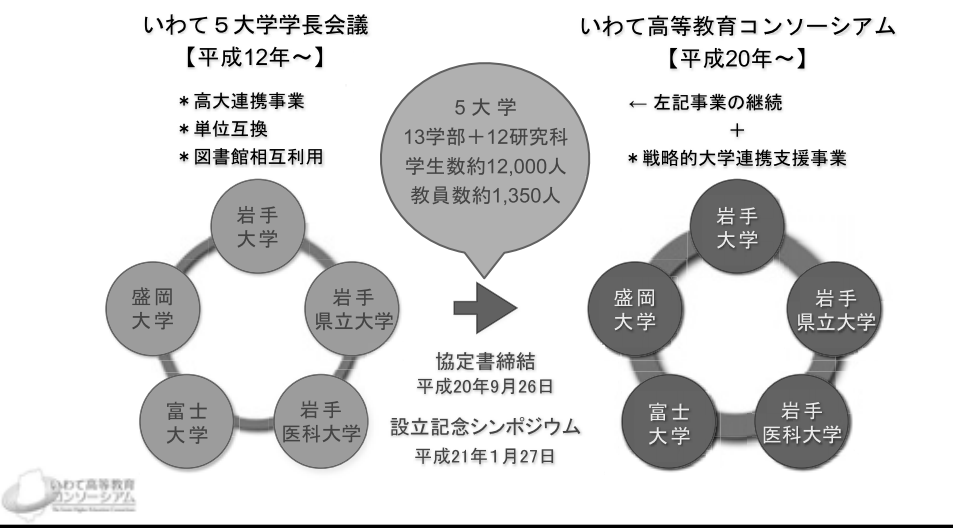 いわて５大学学長会議
【平成12年～】
＊高大連携事業
＊単位互換
＊図書館相互利用
岩手
大学
盛岡
大学
岩手
県立大学
富士
大学
岩手
医科大学
５大学
13学部＋12研究科
学生数約12,000人
教員数約1,350人
協定書締結
平成20年9月26日
設立記念シンポジウム
平成21年１月27日
いわて高等教育コンソーシアム
【平成20年～】
← 左記事業の継続
＋
＊戦略的大学連携支援事業
岩手
大学
盛岡
大学
岩手
県立大学
富士
大学
岩手
医科大学
いわて高等教育
コンソーシアム